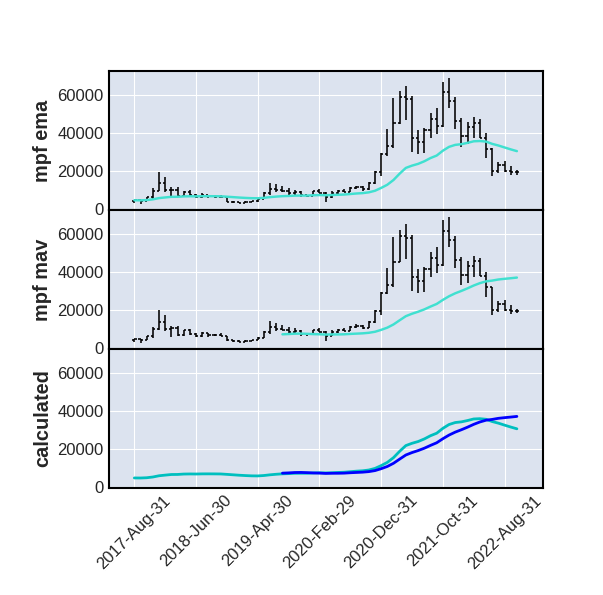 mpf ema
60000
40000
20000
0
mpf mav
60000
40000
20000
0
calculated
60000
40000
20000
0
2017-Aug-31
2018-Jun-30
2019-Apr-30
2020-Feb-29
2020-Dec-31
2021-Oct-31
2022-Aug-31